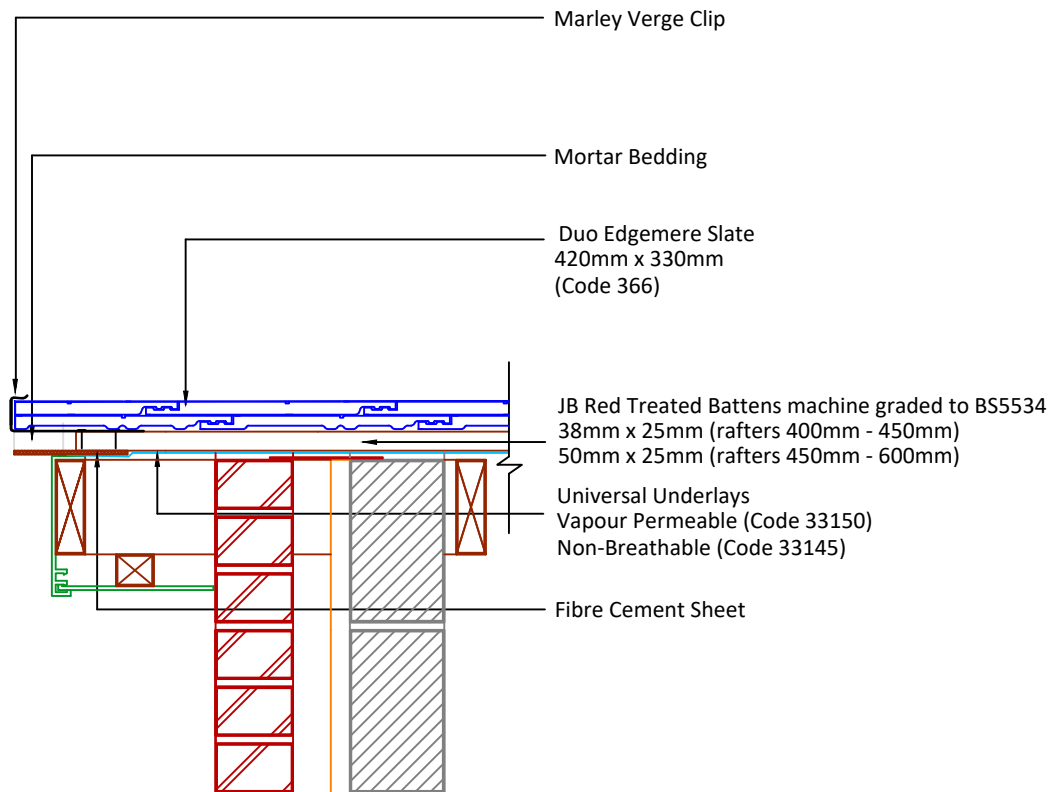 Marley Verge Clip
Mortar Bedding
Duo Edgemere Slate
420mm x 330mm
(Code 366)
JB Red Treated Battens machine graded to BS5534
38mm x 25mm (rafters 400mm - 450mm)
50mm x 25mm (rafters 450mm - 600mm)
Universal Underlays
Vapour Permeable (Code 33150)
Non-Breathable (Code 33145)
Fibre Cement Sheet